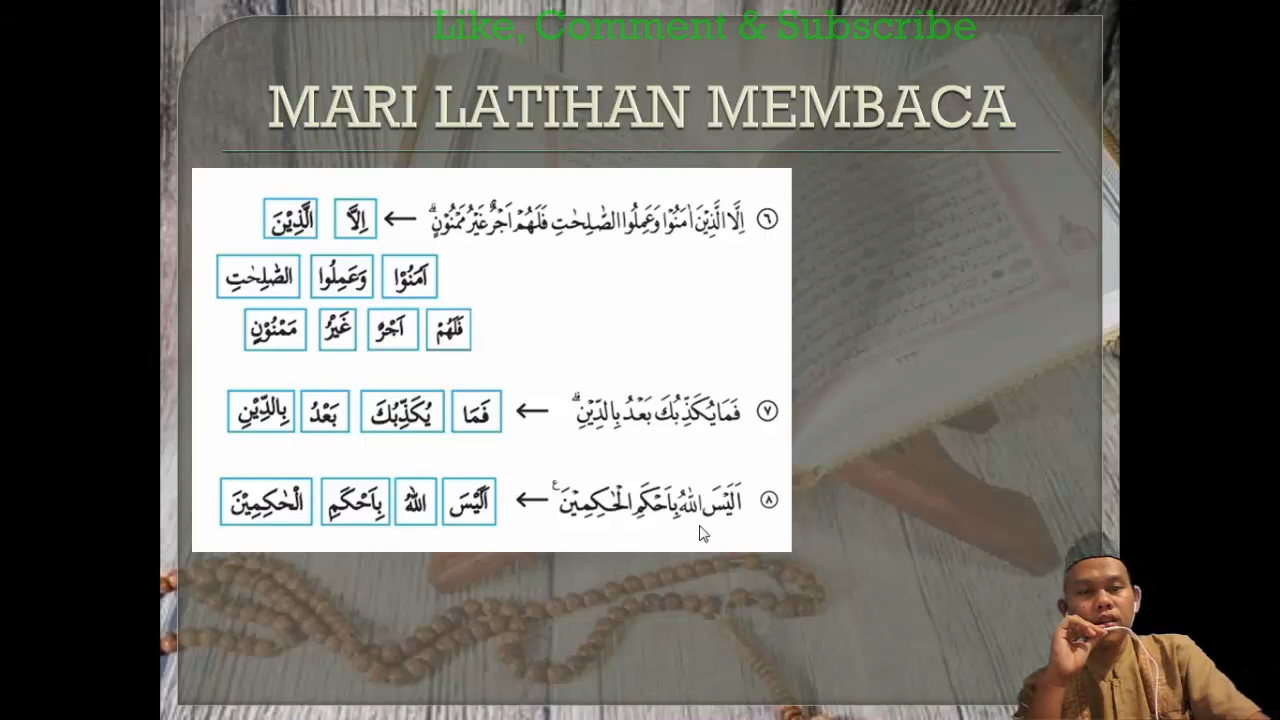 Like, Comment & Subscribe
MARI LATIHAN MEMBACA
٦ اِلَّا الَّذِيْنَ اٰمَنُوْا وَعَمِلُوا الصّٰلِحٰتِ فَلَهُمْ اَجْرٌ غَيْرُ مَمْنُوْنٍۗ ← اِلَّا الَّذِيْنَ
اٰمَنُوْا وَعَمِلُوا الصّٰلِحٰتِ
فَلَهُمْ اَجْرٌ غَيْرُ مَمْنُوْنٍ
٧ فَمَا يُكَذِّبُكَ بَعْدُ بِالدِّيْنِۗ ← فَمَا يُكَذِّبُكَ بَعْدُ بِالدِّيْنِ
٨ اَلَيْسَ اللّٰهُ بِاَحْكَمِ الْحٰكِمِيْنَ ࣖ ← اَلَيْسَ اللّٰهُ بِاَحْكَمِ الْحٰكِمِيْنَ